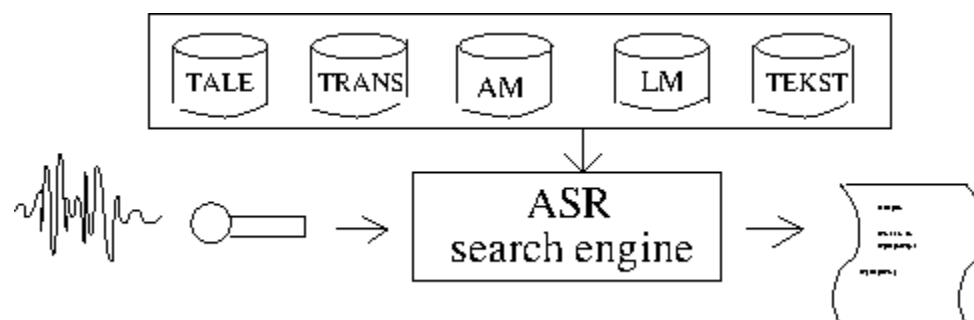 TALE
TRANS
AM
LM
TEKST
ASR
search engine